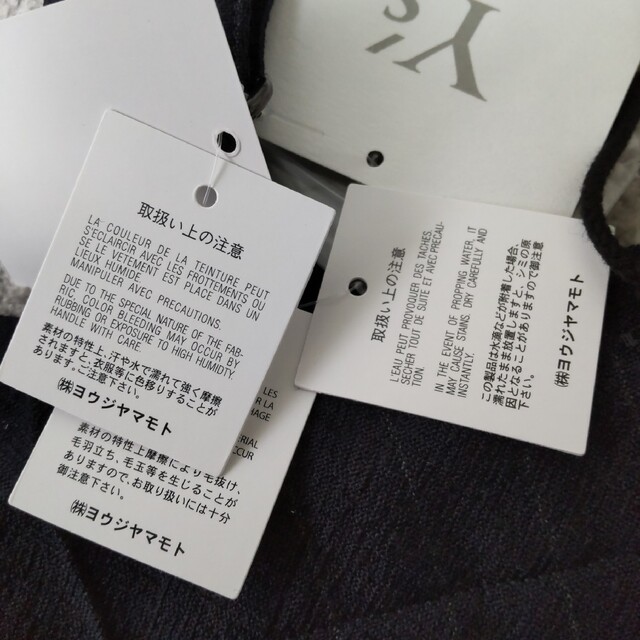 Y's
取扱い上の注意
LA COULEUR DE LA TEINTURE PEUT
S'ECLAIRCIR AVEC LES FROTTEMENTS OU
SI LE VETEMENT EST PLACE DANS UN
LIEUX HUMIDE.
MANIPULER AVEC PRECAUTIONS.
DUE TO THE SPECIAL NATURE OF THE FAB-
RIC, COLOR BLEEDING MAY OCCUR BY
RUBBING OR EXPOSURE TO HIGH HUMIDITY.
HANDLE WITH CARE.
素材の特性上、汗や水で濡れて強く摩擦
されますと、衣服等に色移りすることが
あります。ご注意下さい。
㈱ヨウジヤマモト
取扱い上の注意
L'EAU PEUT PROVOQUER DES TACHES.
SECHER TOUT DE SUITE ET AVEC PRECAU-
IN THE EVENT OF DROPPING WATER, IT
MAY CAUSE STAINS. DRY CAREFULLY AND
INSTANTLY.
この製品は水滴などが附着した場合、
濡れたまま放置しますと、シミの原
因となることがありますので御注意
㈱ヨウジヤマモト
LES
R LA
HAGE
RIAL
CCUR
素材の特性上摩擦により毛抜け、
毛羽立ち、毛玉等を生じることが
ありますので、お取り扱いには十分
御注意下さい。
㈱ヨウジヤマモト